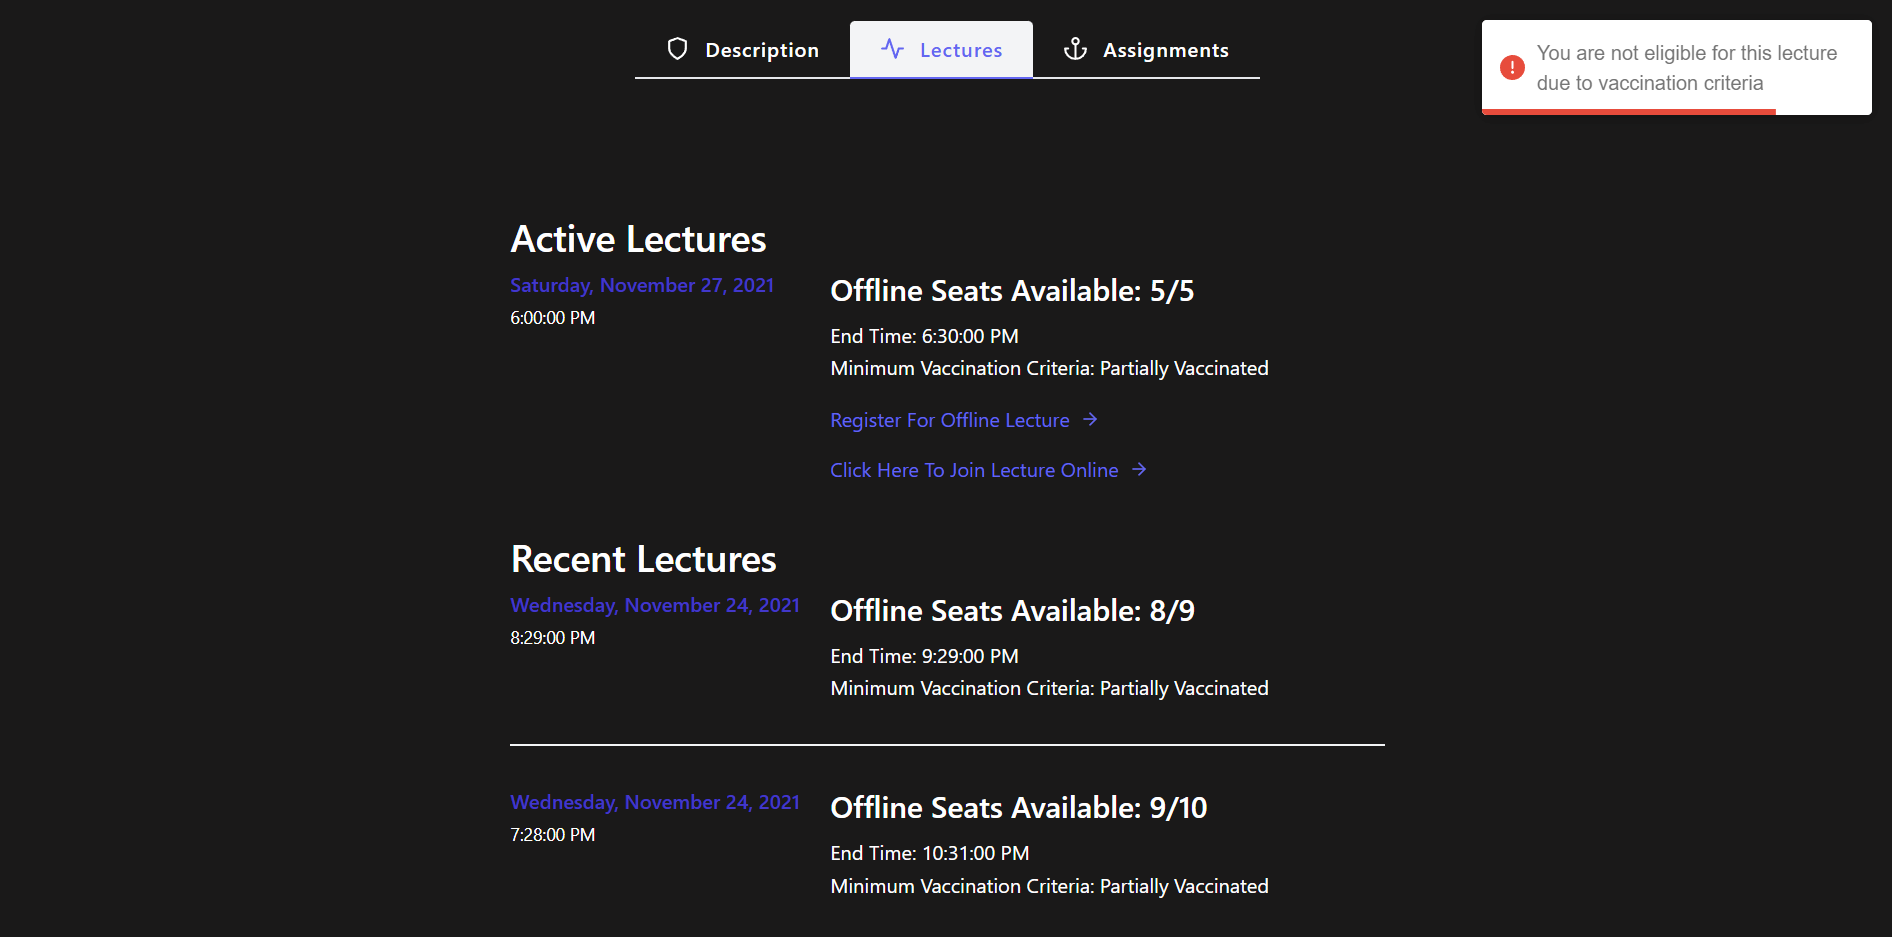 Description
Lectures
Assignments
You are not eligible for this lecture
due to vaccination criteria
Active Lectures
Saturday, November 27, 2021
6:00:00 PM
Offline Seats Available: 5/5
End Time: 6:30:00 PM
Minimum Vaccination Criteria: Partially Vaccinated
Register For Offline Lecture
Click Here To Join Lecture Online
Recent Lectures
Wednesday, November 24, 2021
8:29:00 PM
Offline Seats Available: 8/9
End Time: 9:29:00 PM
Minimum Vaccination Criteria: Partially Vaccinated
Wednesday, November 24, 2021
7:28:00 PM
Offline Seats Available: 9/10
End Time: 10:31:00 PM
Minimum Vaccination Criteria: Partially Vaccinated